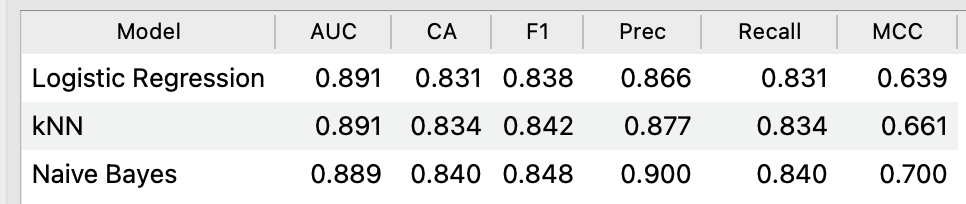 Model AUC CA F1 Prec Recall MCC
Logistic Regression 0.891 0.831 0.838 0.866 0.831 0.639
kNN 0.891 0.834 0.842 0.877 0.834 0.661
Naive Bayes 0.889 0.840 0.848 0.900 0.840 0.700